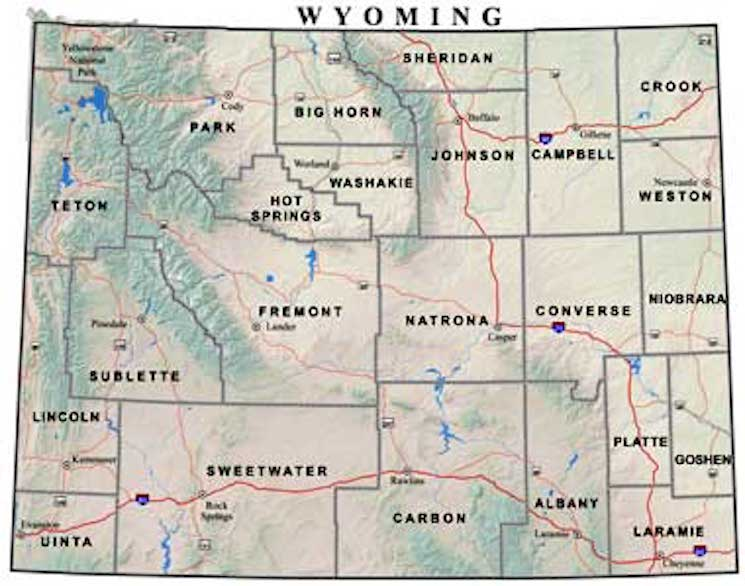 WYOMING
Yellowstone
National
Park
SHERIDAN
CROOK
Cody
BIG HORN
Buffalo
Gillette
PARK
JOHNSON
CAMPBELL
Worland
WASHAKIE
Newcastle
WESTON
TETON
HOT
SPRINGS
NIOBRARA
FREMONT
CONVERSE
NATRONA
Pinedale
Lander
Casper
SUBLETTE
LINCOLN
PLATTE
Kemmerer
GOSHEN
SWEETWATER
Rawlins
Rock
Springs
ALBANY
CARBON
Evanston
UINTA
Laramie
LARAMIE
Cheyenne